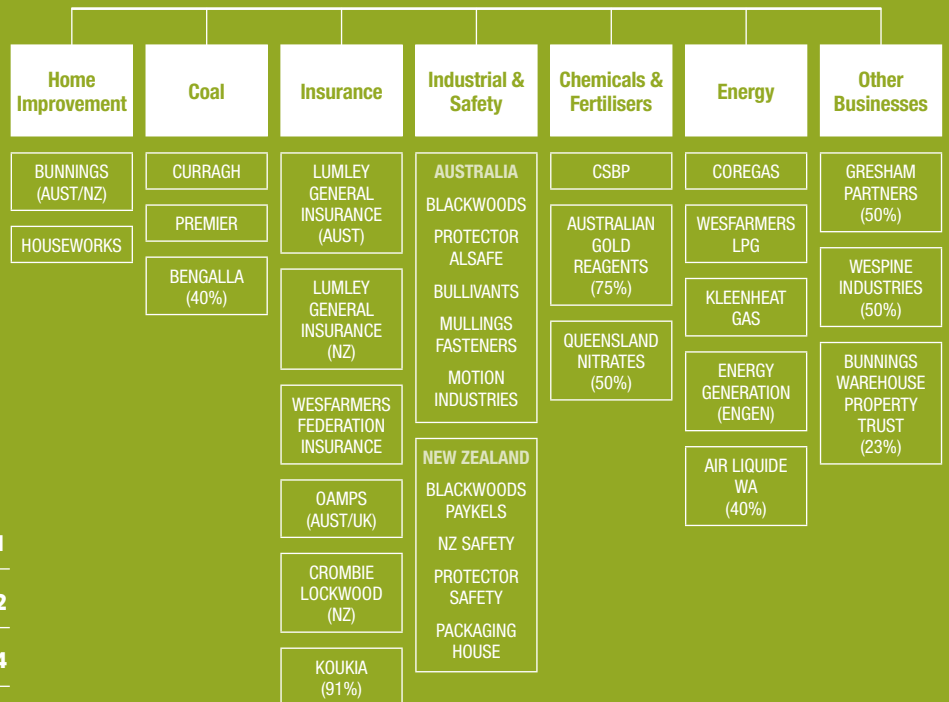 Home
Improvement
Coal
Insurance
Industrial &
Safety
Chemicals &
Fertilisers
Energy
Other
Businesses
BUNNINGS
(AUST/NZ)
HOUSEWORKS
CURRAGH
PREMIER
BENGALLA
(40%)
LUMLEY
GENERAL
INSURANCE
(AUST)
LUMLEY
GENERAL
INSURANCE
(NZ)
WESFARMERS
FEDERATION
INSURANCE
OAMPS
(AUST/UK)
CROMBIE
LOCKWOOD
(NZ)
KOUKIA
(91%)
AUSTRALIA
BLACKWOODS
PROTECTOR
ALSAFE
BULLIVANTS
MULLINGS
FASTENERS
MOTION
INDUSTRIES
NEW ZEALAND
BLACKWOODS
PAYKELS
NZ SAFETY
PROTECTOR
SAFETY
PACKAGING
HOUSE
CSBP
AUSTRALIAN
GOLD
REAGENTS
(75%)
QUEENSLAND
NITRATES
(50%)
COREGAS
WESFARMERS
LPG
KLEENHEAT
GAS
ENERGY
GENERATION
(ENGEN)
AIR LIQUIDE
WA
(40%)
GRESHAM
PARTNERS
(50%)
WESPINE
INDUSTRIES
(50%)
BUNNINGS
WAREHOUSE
PROPERTY
TRUST
(23%)
2
4